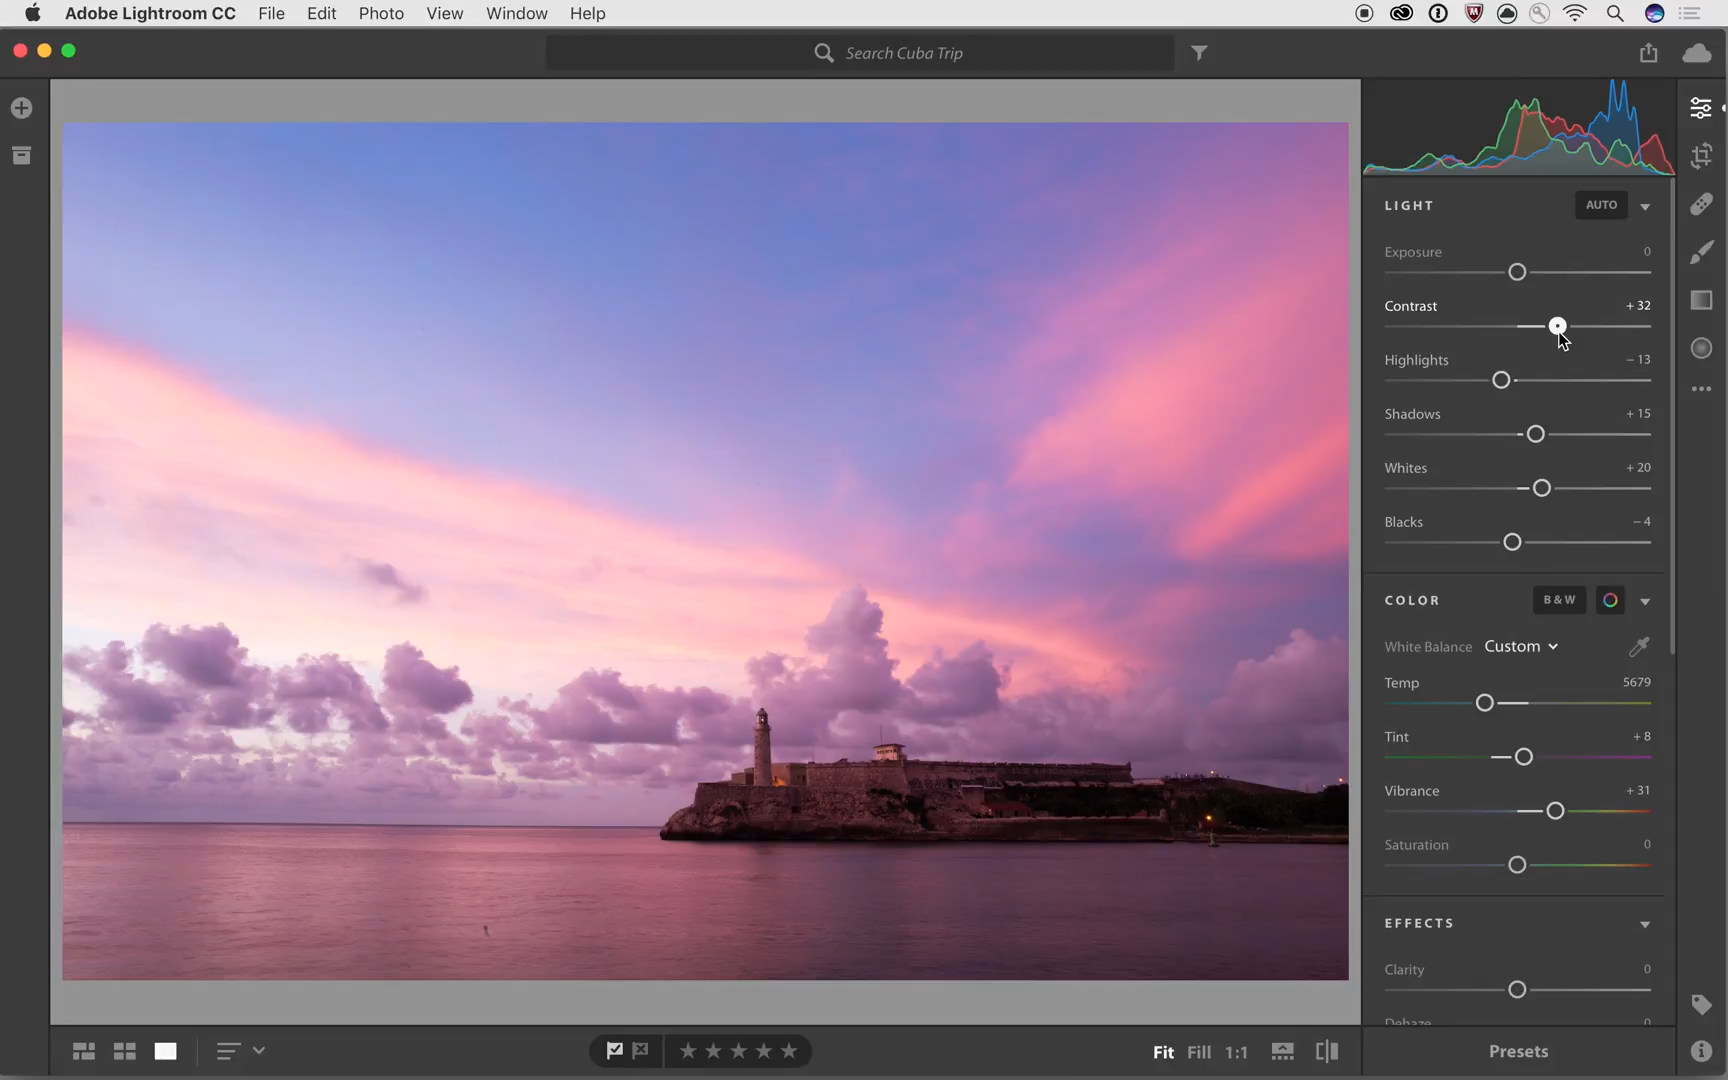 Adobe Lightroom CC File Edit Photo View Window Help
Search Cuba Trip
LIGHT AUTO
Exposure 0
Contrast + 32
Highlights – 13
Shadows + 15
Whites + 20
Blacks – 4
COLOR B & W
White Balance Custom
Temp 5679
Tint + 8
Vibrance + 31
Saturation 0
EFFECTS
Clarity 0
Dehaze 0
Fit Fill 1:1 Presets